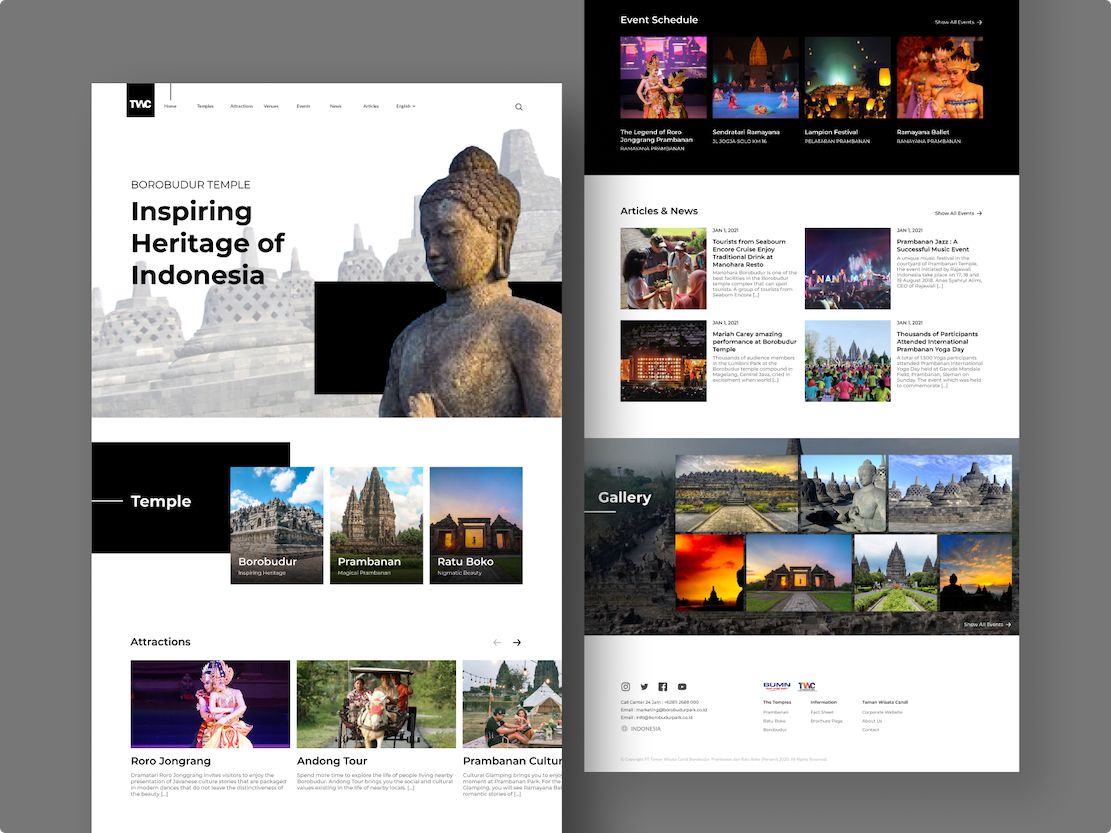 TWC
Home
Temples
Attractions
Venues
Events
News
Articles
English
BOROBUDUR TEMPLE
Inspiring
Heritage of
Indonesia
Temple
Borobudur
Inspiring Heritage
Prambanan
Magical Prambanan
Ratu Boko
Nigmatic Beauty
Attractions
Roro Jongrang
Dramatari Roro Jonggrang invites visitors to enjoy the
presentation of Javanese culture stories that are packaged
in modern dances that do not leave the distinctiveness of
the beauty [...]
Andong Tour
Spend more time to explore the life of people living nearby
Borobudur. Andong Tour brings you the social and cultural
values existing in the life of nearby locals. [...]
Prambanan Cultur
Cultural Glamping brings you to enjoy
moment at Prambanan Park. For the
Glamping, you will see Ramayana Bal
romantic stories of [...]
Event Schedule
Show All Events
The Legend of Roro
Jonggrang Prambanan
RAMAYANA PRAMBANAN
Sendratari Ramayana
JL JOGJA-SOLO KM 16
Lampion Festival
PELATARAN PRAMBANAN
Ramayana Ballet
RAMAYANA PRAMBANAN
Articles & News
Show All Events
JAN 1, 2021
Tourists from Seabourn
Encore Cruise Enjoy
Traditional Drink at
Manohara Resto
Manohara Borobudur is one of the
best facilities in the Borobudur
temple complex that can spot
tourists. A group of tourists from
Seaborn Encore [...]
JAN 1, 2021
Prambanan Jazz : A
Successful Music Event
A unique music festival in the
courtyard of Prambanan Temple,
the event initiated by Rajawali
Indonesia take place on 17, 18 and
19 August 2018. Anas Syahrul Alimi,
CEO of Rajawali [...]
JAN 1, 2021
Mariah Carey amazing
performance at Borobudur
Temple
Thousands of audience members
in the Lumbini Park at the
Borobudur temple compound in
Magelang, Central Java, cried in
excitement when world [...]
JAN 1, 2021
Thousands of Participants
Attended International
Prambanan Yoga Day
A total of 1,500 Yoga participants
attended Prambanan International
Yoga Day held at Garuda Mandala
Field, Prambanan, Sleman on
Sunday. The event which was held
to commemorate [...]
Gallery
Show All Events
Call Canter 24 Jam : +62811 2688 000
Email : marketing@borobudurpark.co.id
Email : info@borobudurpark.co.id
INDONESIA
BUMN
TWC
The Temples
Prambanan
Ratu Boko
Borobudur
Information
Fact Sheet
Brochure Page
Taman Wisata Candi
Corporate Website
About Us
Contact
© Copyright PT Taman Wisata Candi Borobudur, Prambanan dan Ratu Boko (Persero) 2020. All Rights Reserved.